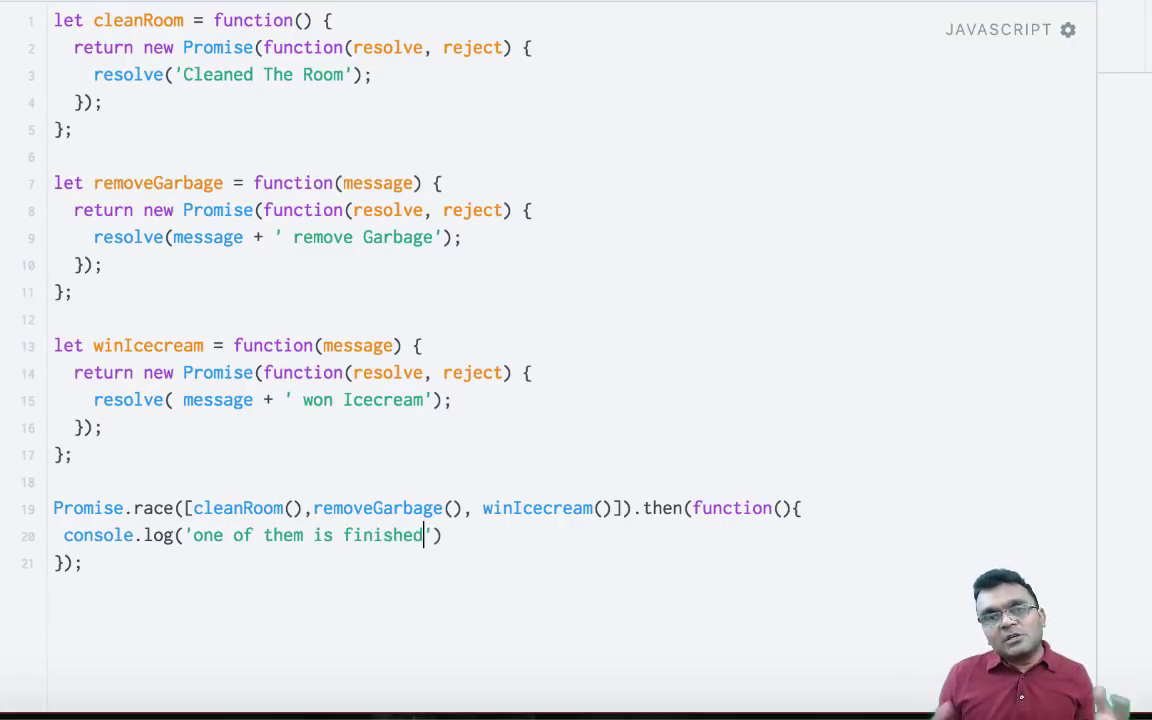 JAVASCRIPT
1 let cleanRoom = function() {
2 return new Promise(function(resolve, reject) {
3 resolve('Cleaned The Room');
4 });
5 };
6
7 let removeGarbage = function(message) {
8 return new Promise(function(resolve, reject) {
9 resolve(message + ' remove Garbage');
10 });
11 };
12
13 let winIcecream = function(message) {
14 return new Promise(function(resolve, reject) {
15 resolve( message + ' won Icecream');
16 });
17 };
18
19 Promise.race([cleanRoom(),removeGarbage(), winIcecream()]).then(function(){
20 console.log('one of them is finished')
21 });